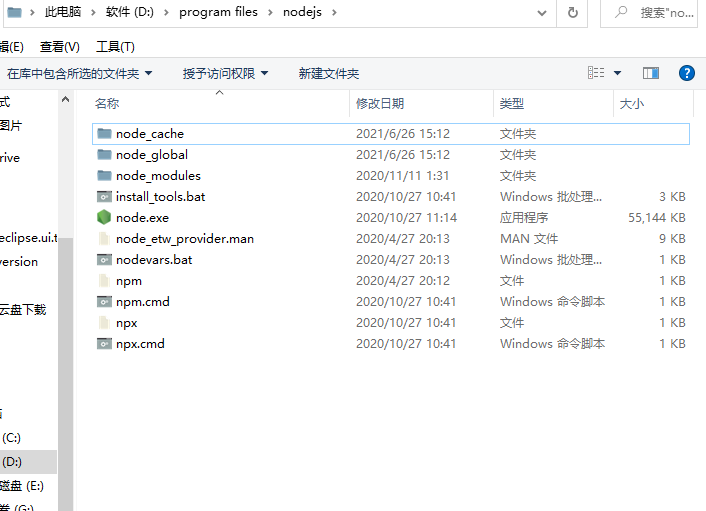 此电脑 软件 (D:) program files nodejs 搜索"no...
辑(E) 查看(V) 工具(T)
在库中包含所选的文件夹 授予访问权限 新建文件夹
式
图片
rive
eclipse.ui.t
version
云盘下载
(C:)
(D:)
磁盘 (E:)
卷 (G:)
名称 修改日期 类型 大小
node_cache 2021/6/26 15:12 文件夹
node_global 2021/6/26 15:12 文件夹
node_modules 2020/11/11 1:31 文件夹
install_tools.bat 2020/10/27 10:41 Windows 批处理... 3 KB
node.exe 2020/10/27 11:14 应用程序 55,144 KB
node_etw_provider.man 2020/4/27 20:13 MAN 文件 9 KB
nodevars.bat 2020/4/27 20:13 Windows 批处理... 1 KB
npm 2020/4/27 20:12 文件 1 KB
npm.cmd 2020/10/27 10:41 Windows 命令脚本 1 KB
npx 2020/10/27 10:41 文件 1 KB
npx.cmd 2020/10/27 10:41 Windows 命令脚本 1 KB